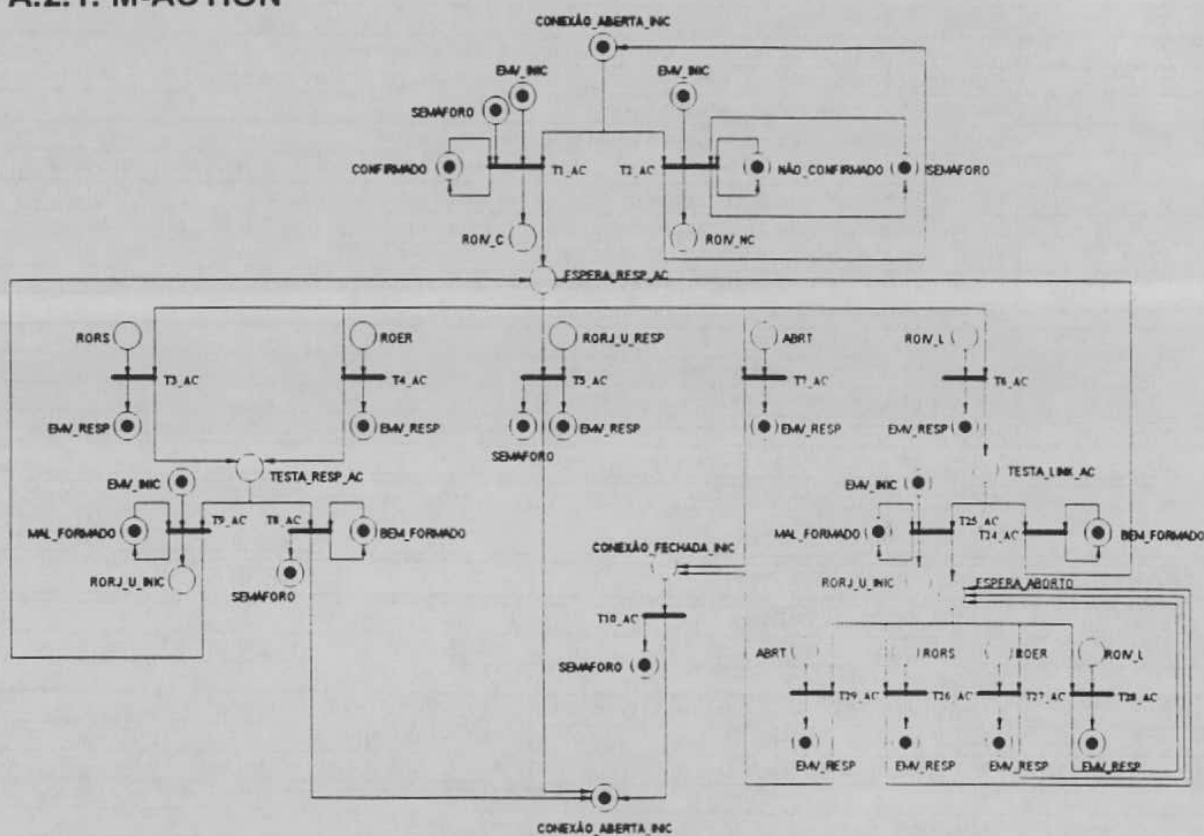 A.2.1. M-ACTION
CONEXÃO_ABERTA_INIC
EMV_INIC EMV_INIC
SEMAFORO
CONFIRMADO T1_AC T2_AC NÃO_CONFIRMADO SEMAFORO
ROIV_C ROIV_NC
ESPERA_RESP_AC
RORS ROER RORJ_U_RESP ABRT ROIV_L
T3_AC T4_AC T5_AC T7_AC T6_AC
EMV_RESP EMV_RESP EMV_RESP EMV_RESP EMV_RESP
SEMAFORO
TESTA_RESP_AC TESTA_LINK_AC
EMV_INIC EMV_INIC
MAL_FORMADO T9_AC T8_AC BEM_FORMADO MAL_FORMADO T25_AC T24_AC BEM_FORMADO
CONEXÃO_FECHADA_INIC
RORJ_U_INIC SEMAFORO RORJ_U_INIC ESPERA_ABORTO
T10_AC
SEMAFORO ABRT RORS ROER ROIV_L
T29_AC T26_AC T27_AC T28_AC
EMV_RESP EMV_RESP EMV_RESP EMV_RESP
CONEXÃO_ABERTA_INIC